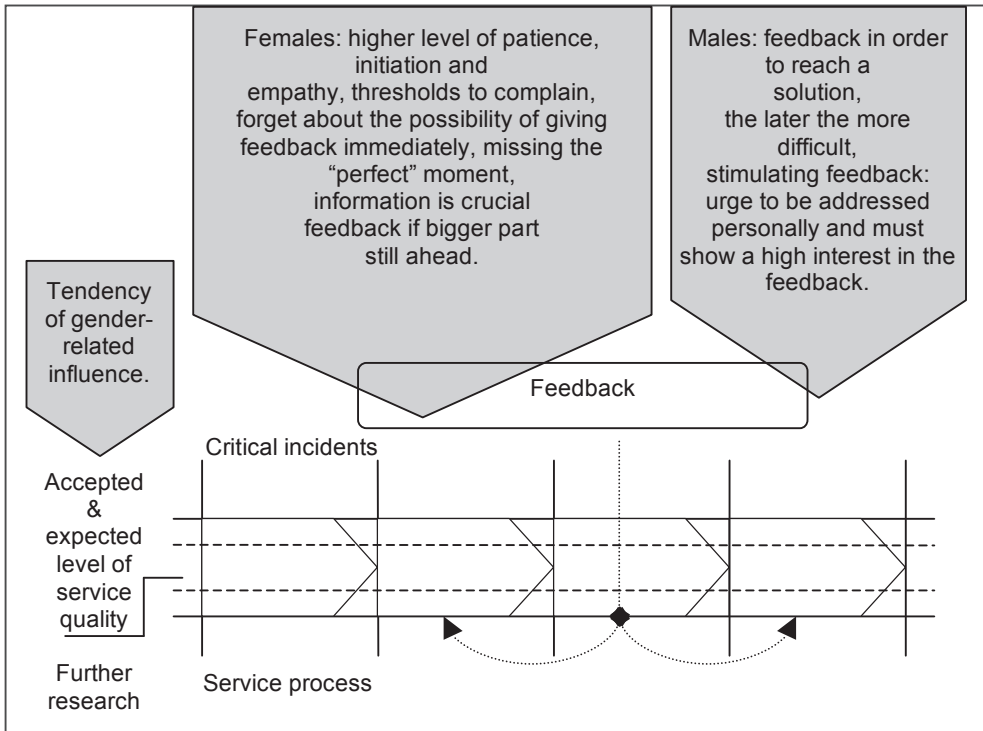 Females: higher level of patience,
initiation and
empathy, thresholds to complain,
forget about the possibility of giving
feedback immediately, missing the
“perfect” moment,
information is crucial
feedback if bigger part
still ahead.
Males: feedback in order
to reach a
solution,
the later the more
difficult,
stimulating feedback:
urge to be addressed
personally and must
show a high interest in the
feedback.
Tendency
of gender-
related
influence.
Feedback
Critical incidents
Accepted
&
expected
level of
service
quality
Further
research
Service process